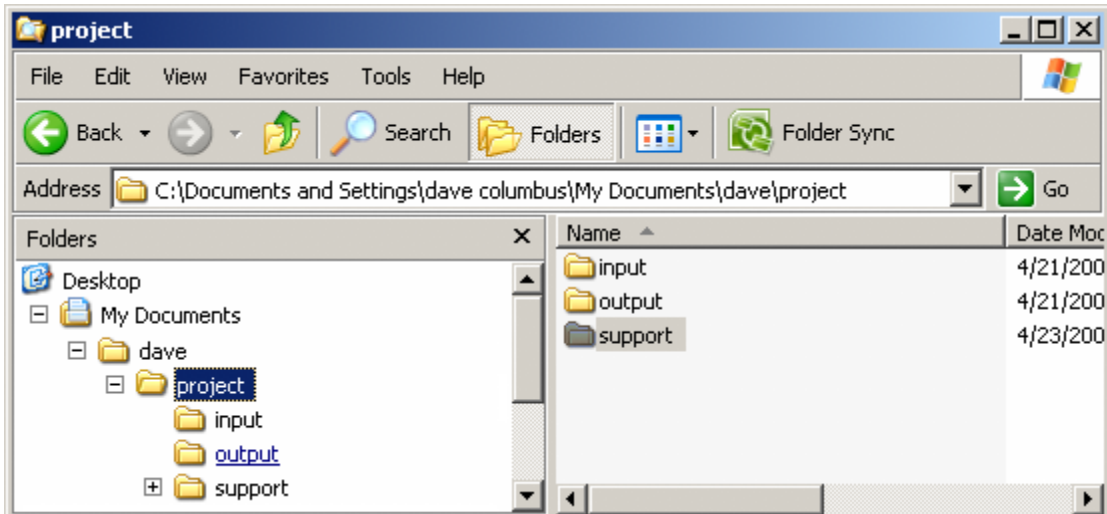 project
File Edit View Favorites Tools Help
Back Search Folders Folder Sync
Address C:\Documents and Settings\dave columbus\My Documents\dave\project Go
Folders
Desktop
My Documents
dave
project
input
output
support
Name Date Moc
input 4/21/200
output 4/21/200
support 4/23/200